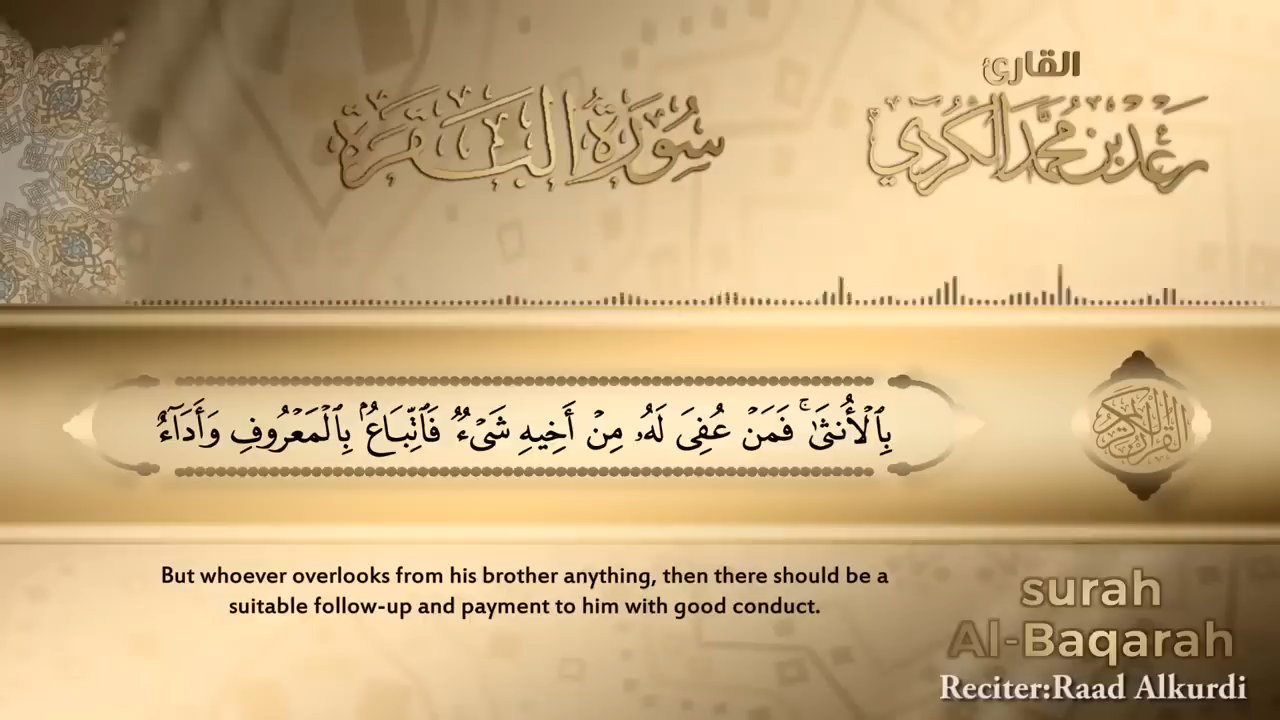 القارئ
رعد بن محمد الكردي
سُورَةُ البَقَرَة
بِٱلْأُنثَىٰ ۚ فَمَنْ عُفِىَ لَهُۥ مِنْ أَخِيهِ شَىْءٌ فَٱتِّبَاعٌۢ بِٱلْمَعْرُوفِ وَأَدَآءٌ
القرآن الكريم
But whoever overlooks from his brother anything, then there should be a
suitable follow-up and payment to him with good conduct.
surah
Al-Baqarah
Reciter:Raad Alkurdi